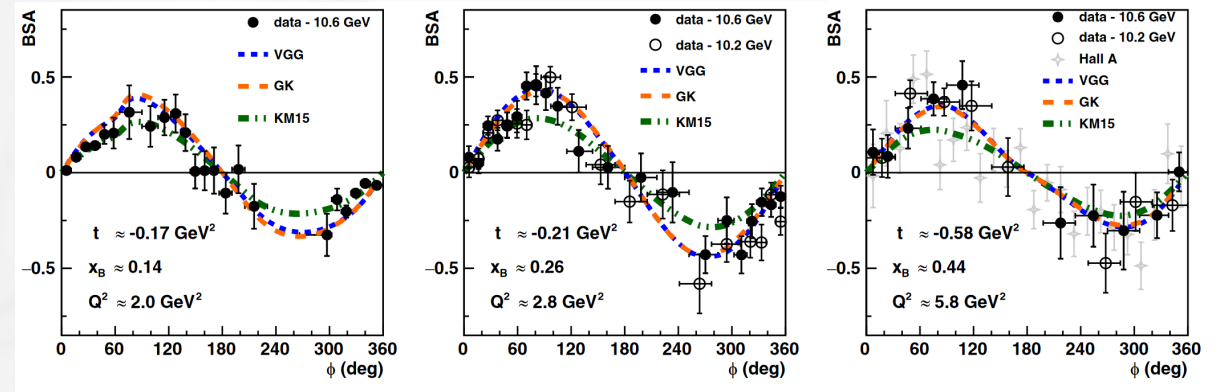 BSA
data - 10.6 GeV
VGG
GK
KM15
0.5
0
−0.5
t ≈ -0.17 GeV²
x_B ≈ 0.14
Q² ≈ 2.0 GeV²
0 60 120 180 240 300 360
ϕ (deg)
BSA
data - 10.6 GeV
data - 10.2 GeV
VGG
GK
KM15
0.5
0
−0.5
t ≈ -0.21 GeV²
x_B ≈ 0.26
Q² ≈ 2.8 GeV²
0 60 120 180 240 300 360
ϕ (deg)
BSA
data - 10.6 GeV
data - 10.2 GeV
Hall A
VGG
GK
KM15
0.5
0
−0.5
t ≈ -0.58 GeV²
x_B ≈ 0.44
Q² ≈ 5.8 GeV²
0 60 120 180 240 300 360
ϕ (deg)